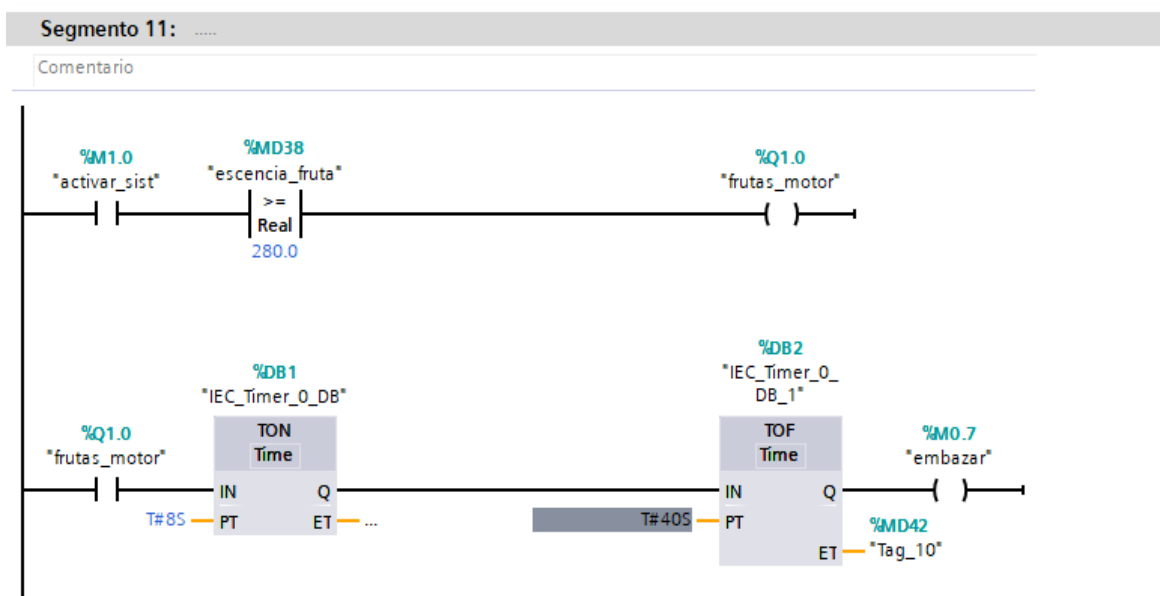 Segmento 11: .....
Comentario
%M1.0
"activar_sist"
%MD38
"escencia_fruta"
>=
Real
280.0
%Q1.0
"frutas_motor"
%Q1.0
"frutas_motor"
%DB1
"IEC_Timer_0_DB"
TON
Time
IN Q
T#8S PT ET ...
%DB2
"IEC_Timer_0_
DB_1"
TOF
Time
IN Q
T#40S PT
ET
%M0.7
"embazar"
%MD42
"Tag_10"